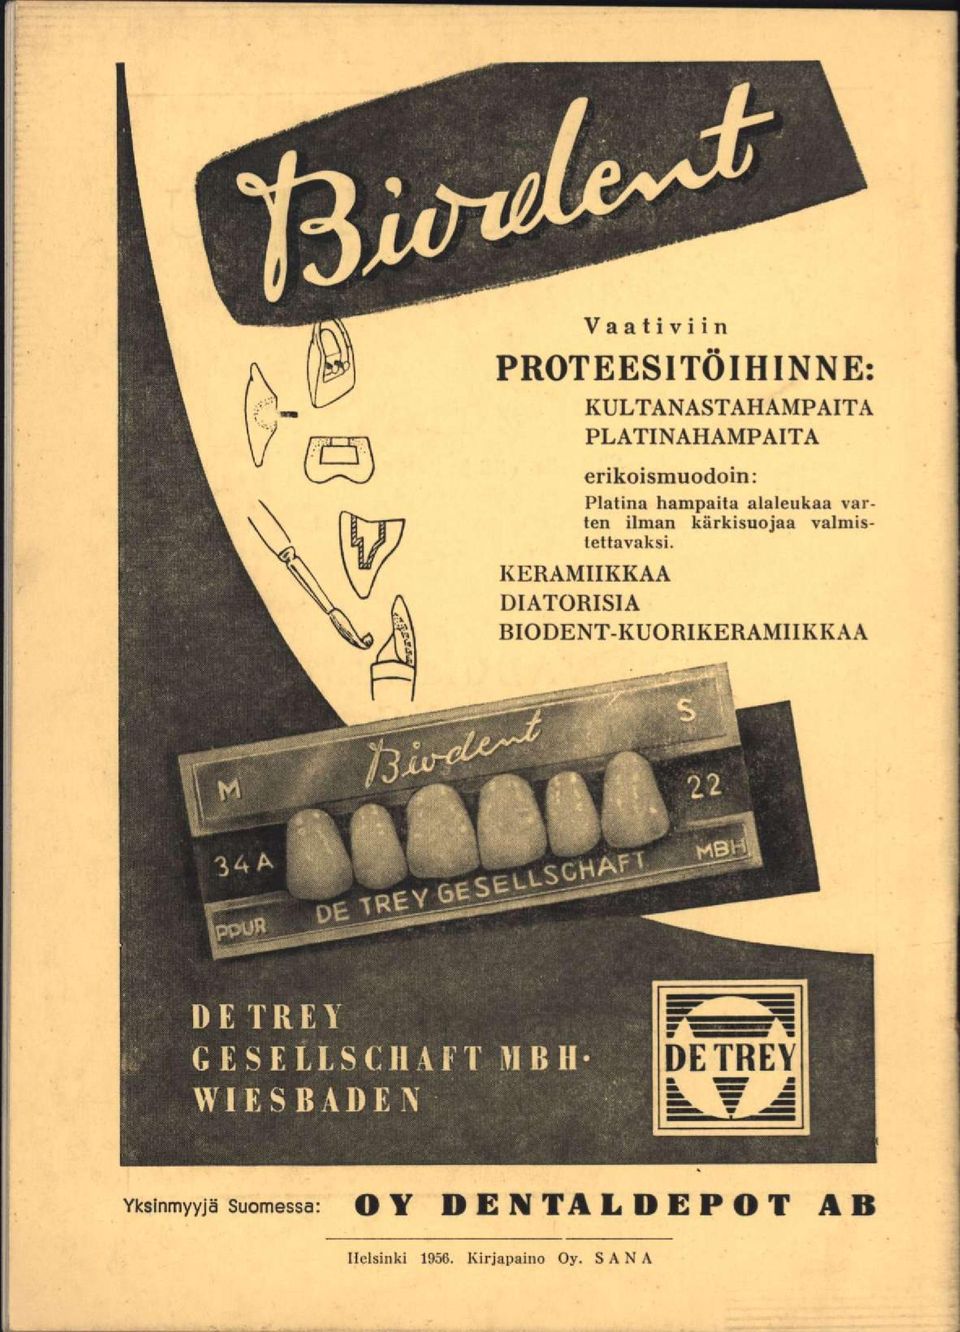 Biodent
Vaativiin
PROTEESITÖIHINNE:
KULTANASTAHAMPAITA
PLATINAHAMPAITA
erikoismuodoin:
Platina hampaita alaleukaa var-
ten ilman kärkisuojaa valmis-
tettavaksi.
KERAMIIKKAA
DIATORISIA
BIODENT-KUORIKERAMIIKKAA
M Biodent S
34A 22
PPUR DE TREY GESELLSCHAFT MBH
DE TREY
GESELLSCHAFT MBH·
WIESBADEN
DE TREY
Yksinmyyjä Suomessa: OY DENTALDEPOT AB
Helsinki 1956. Kirjapaino Oy. SANA